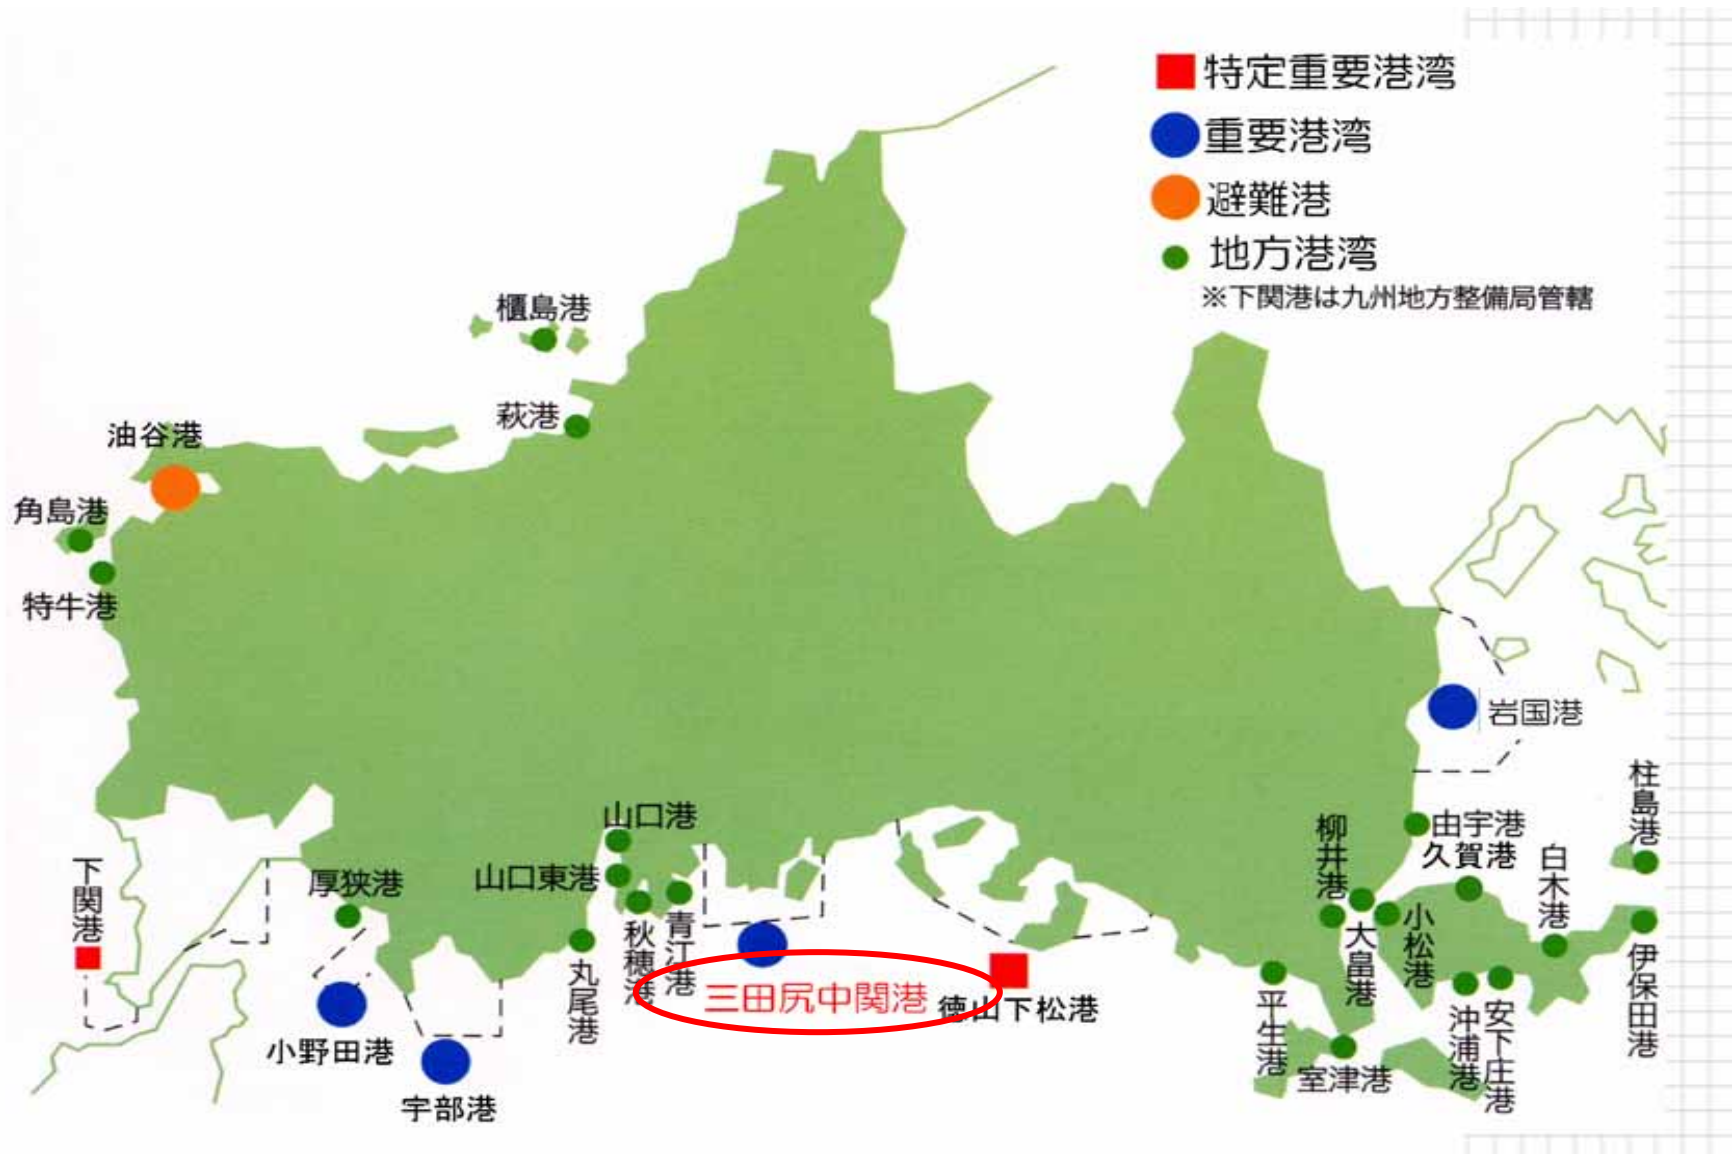 特定重要港湾
重要港湾
避難港
地方港湾
※下関港は九州地方整備局管轄
櫃島港
萩港
油谷港
角島港
特牛港
岩国港
柱島港
山口港
由宇港
久賀港
柳井港
白木港
下関港
厚狭港
山口東港
秋穂港
青江港
小松港
大畠港
伊保田港
丸尾港
三田尻中関港
徳山下松港
平生港
沖浦港
安下庄港
小野田港
室津港
宇部港